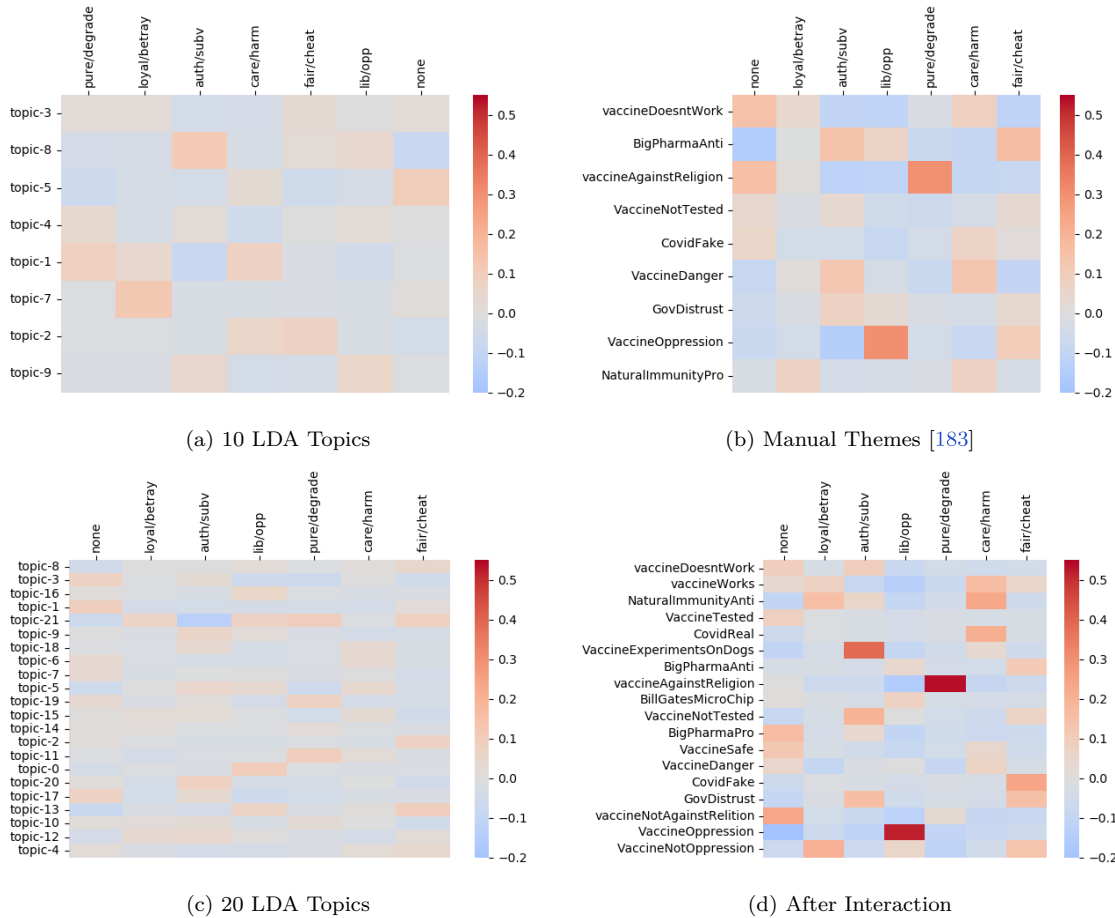 pure/degrade
loyal/betray
auth/subv
care/harm
fair/cheat
lib/opp
none
topic-3
topic-8
topic-5
topic-4
topic-1
topic-7
topic-2
topic-9
0.5
0.4
0.3
0.2
0.1
0.0
−0.1
−0.2
(a) 10 LDA Topics
none
loyal/betray
auth/subv
lib/opp
pure/degrade
care/harm
fair/cheat
vaccineDoesntWork
BigPharmaAnti
vaccineAgainstReligion
VaccineNotTested
CovidFake
VaccineDanger
GovDistrust
VaccineOppression
NaturalImmunityPro
0.5
0.4
0.3
0.2
0.1
0.0
−0.1
−0.2
(b) Manual Themes [183]
none
loyal/betray
auth/subv
lib/opp
pure/degrade
care/harm
fair/cheat
topic-8
topic-3
topic-16
topic-1
topic-21
topic-9
topic-18
topic-6
topic-7
topic-5
topic-19
topic-15
topic-14
topic-2
topic-11
topic-0
topic-20
topic-17
topic-13
topic-10
topic-12
topic-4
0.5
0.4
0.3
0.2
0.1
0.0
−0.1
−0.2
(c) 20 LDA Topics
none
loyal/betray
auth/subv
lib/opp
pure/degrade
care/harm
fair/cheat
vaccineDoesntWork
vaccineWorks
NaturalImmunityAnti
VaccineTested
CovidReal
VaccineExperimentsOnDogs
BigPharmaAnti
vaccineAgainstReligion
BillGatesMicroChip
VaccineNotTested
BigPharmaPro
VaccineSafe
VaccineDanger
CovidFake
GovDistrust
vaccineNotAgainstRelition
VaccineOppression
VaccineNotOppression
0.5
0.4
0.3
0.2
0.1
0.0
−0.1
−0.2
(d) After Interaction